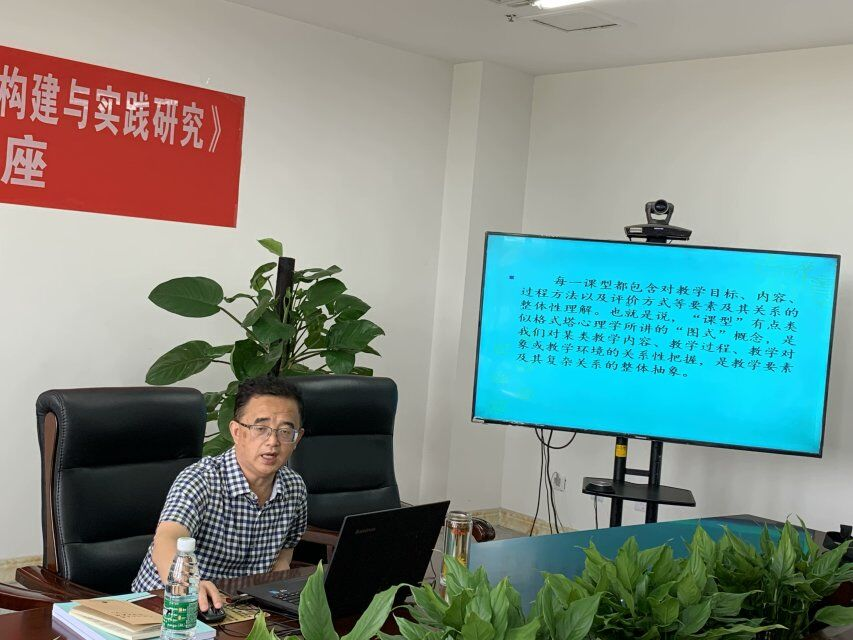 构建与实践研究》
座
每一课型都包含对教学目标、内容、
过程方法以及评价方式等要素及其关系的
整体性理解。也就是说，“课型”有点类
似格式塔心理学所讲的“图式”概念，是
我们对某类教学内容、教学过程、教学对
象或教学环境的关系性把握，是教学要素
及其复杂关系的整体抽象。